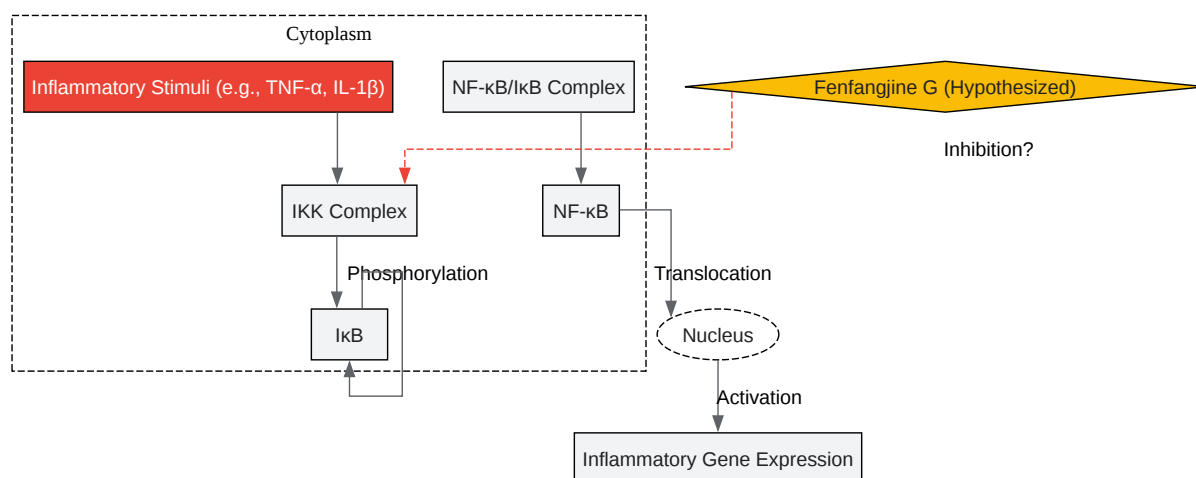 Cytoplasm
Inflammatory Stimuli (e.g., TNF-α, IL-1β)
NF-κB/IκB Complex
Fenfangjine G (Hypothesized)
Inhibition?
IKK Complex
NF-κB
Phosphorylation
Translocation
IκB
Nucleus
Activation
Inflammatory Gene Expression